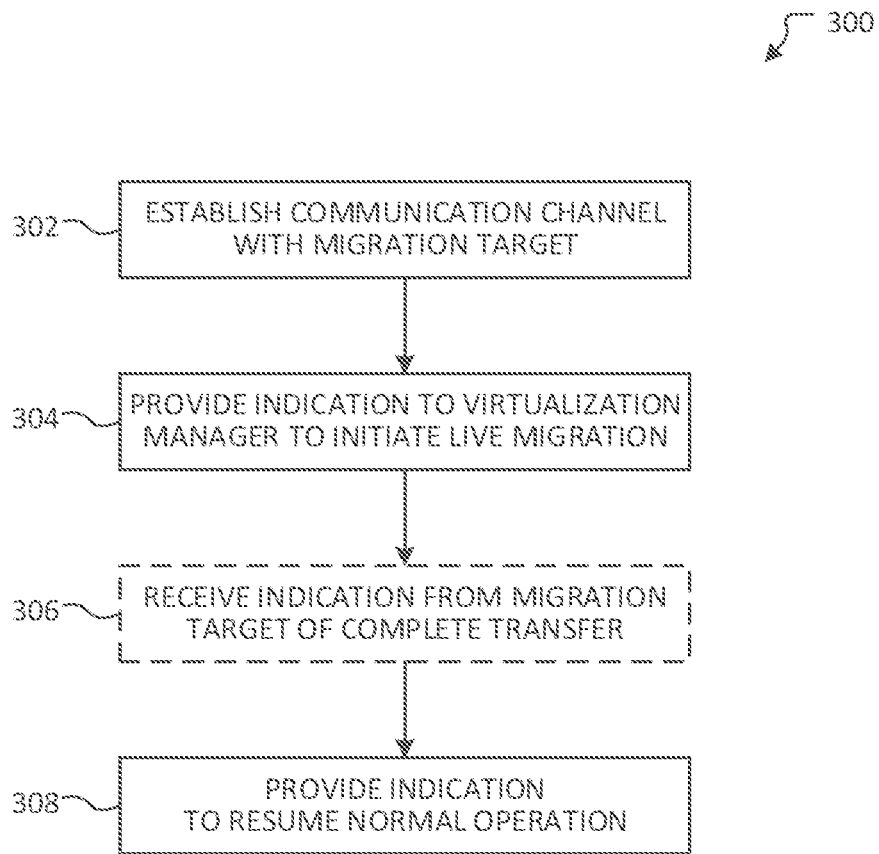 300
302
ESTABLISH COMMUNICATION CHANNEL
WITH MIGRATION TARGET
304
PROVIDE INDICATION TO VIRTUALIZATION
MANAGER TO INITIATE LIVE MIGRATION
306
RECEIVE INDICATION FROM MIGRATION
TARGET OF COMPLETE TRANSFER
308
PROVIDE INDICATION
TO RESUME NORMAL OPERATION